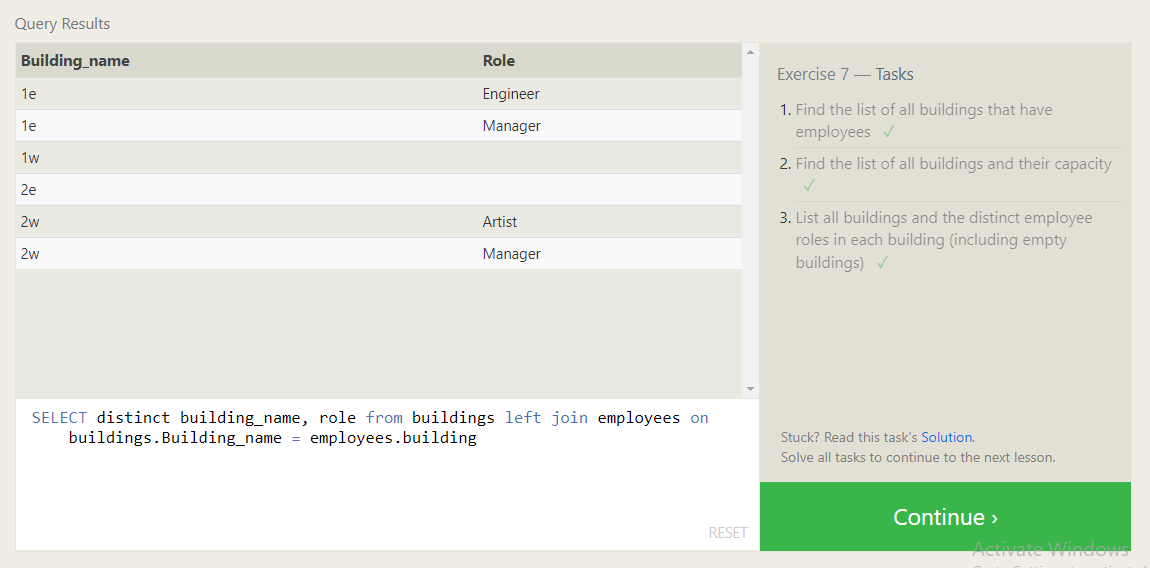 Query Results
Building_name Role
1e Engineer
1e Manager
1w
2e
2w Artist
2w Manager
SELECT distinct building_name, role from buildings left join employees on
buildings.Building_name = employees.building
RESET
Exercise 7 — Tasks
1. Find the list of all buildings that have
employees ✓
2. Find the list of all buildings and their capacity
✓
3. List all buildings and the distinct employee
roles in each building (including empty
buildings) ✓
Stuck? Read this task's Solution.
Solve all tasks to continue to the next lesson.
Continue ›
Activate Windows